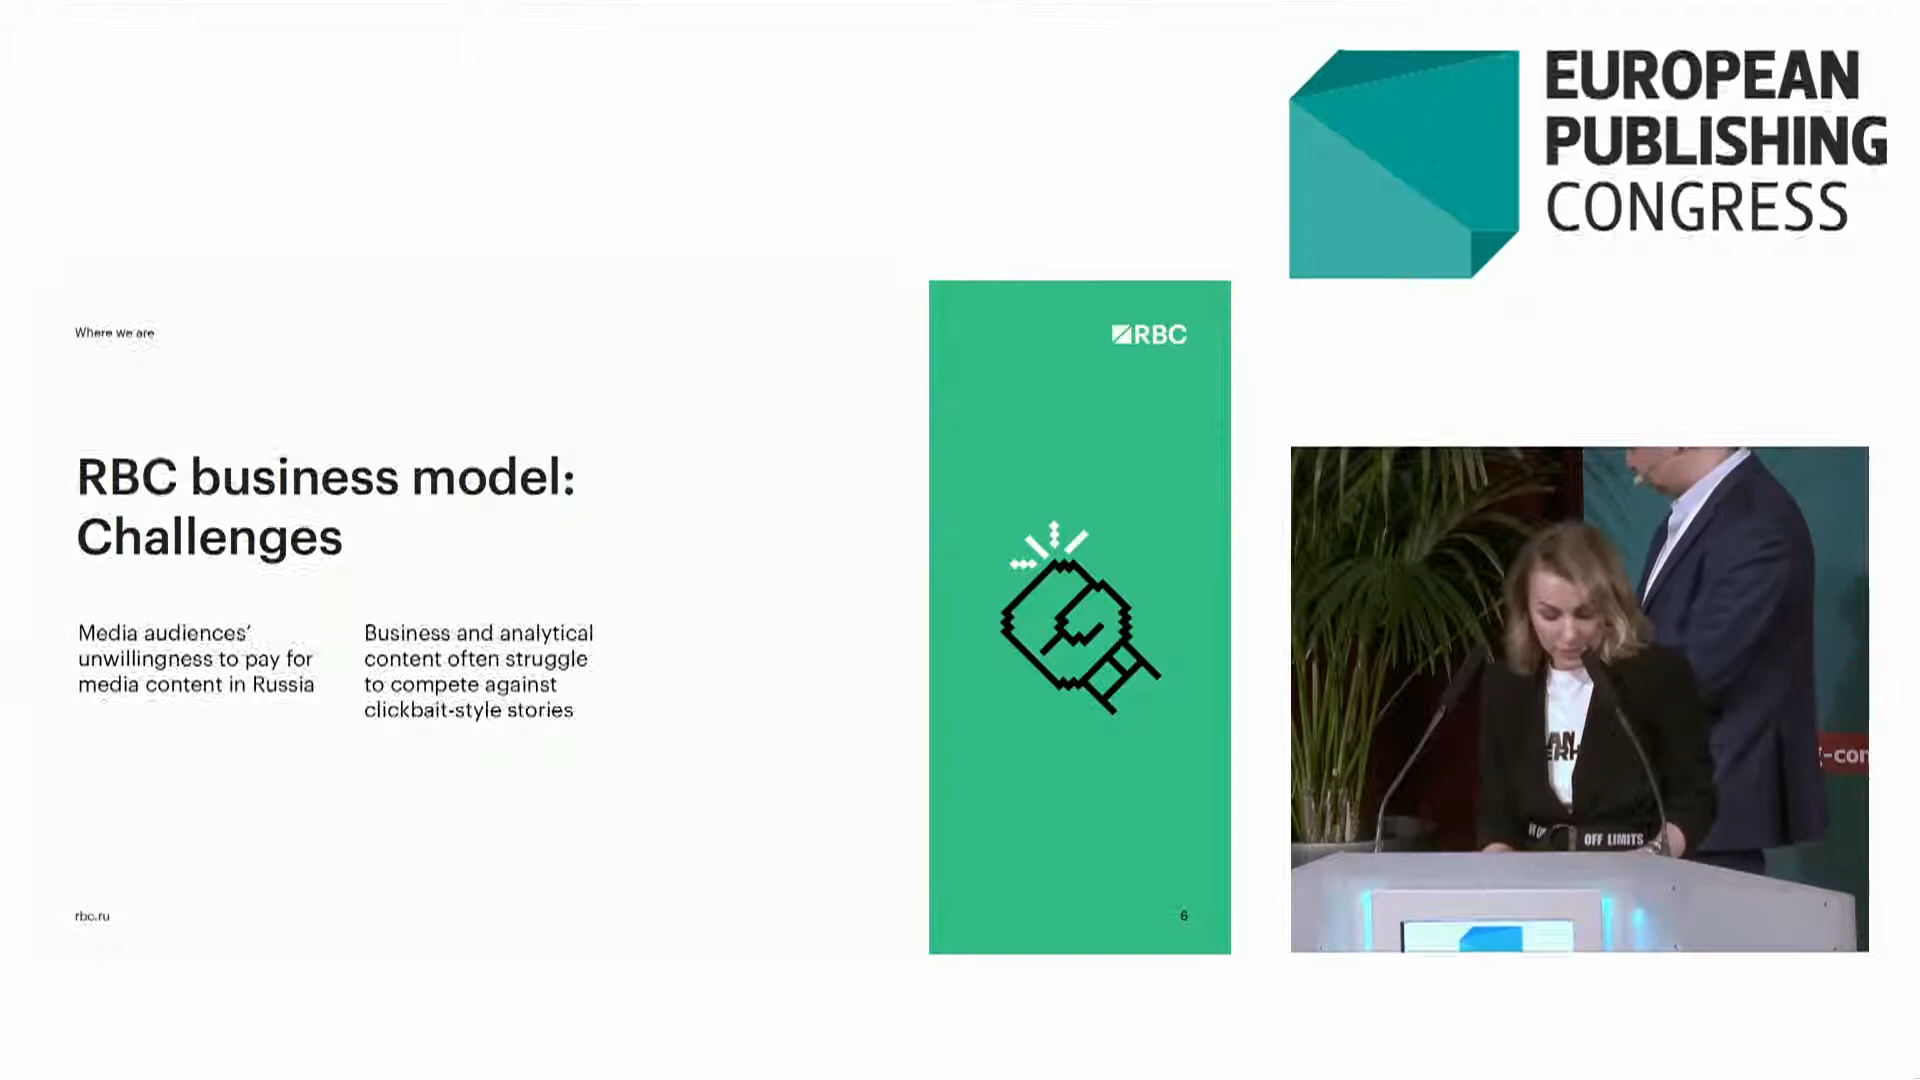 EUROPEAN
PUBLISHING
CONGRESS
Where we are
RBC
RBC business model:
Challenges
Media audiences’
unwillingness to pay for
media content in Russia
Business and analytical
content often struggle
to compete against
clickbait-style stories
rbc.ru
6
OFF LIMITS
-con